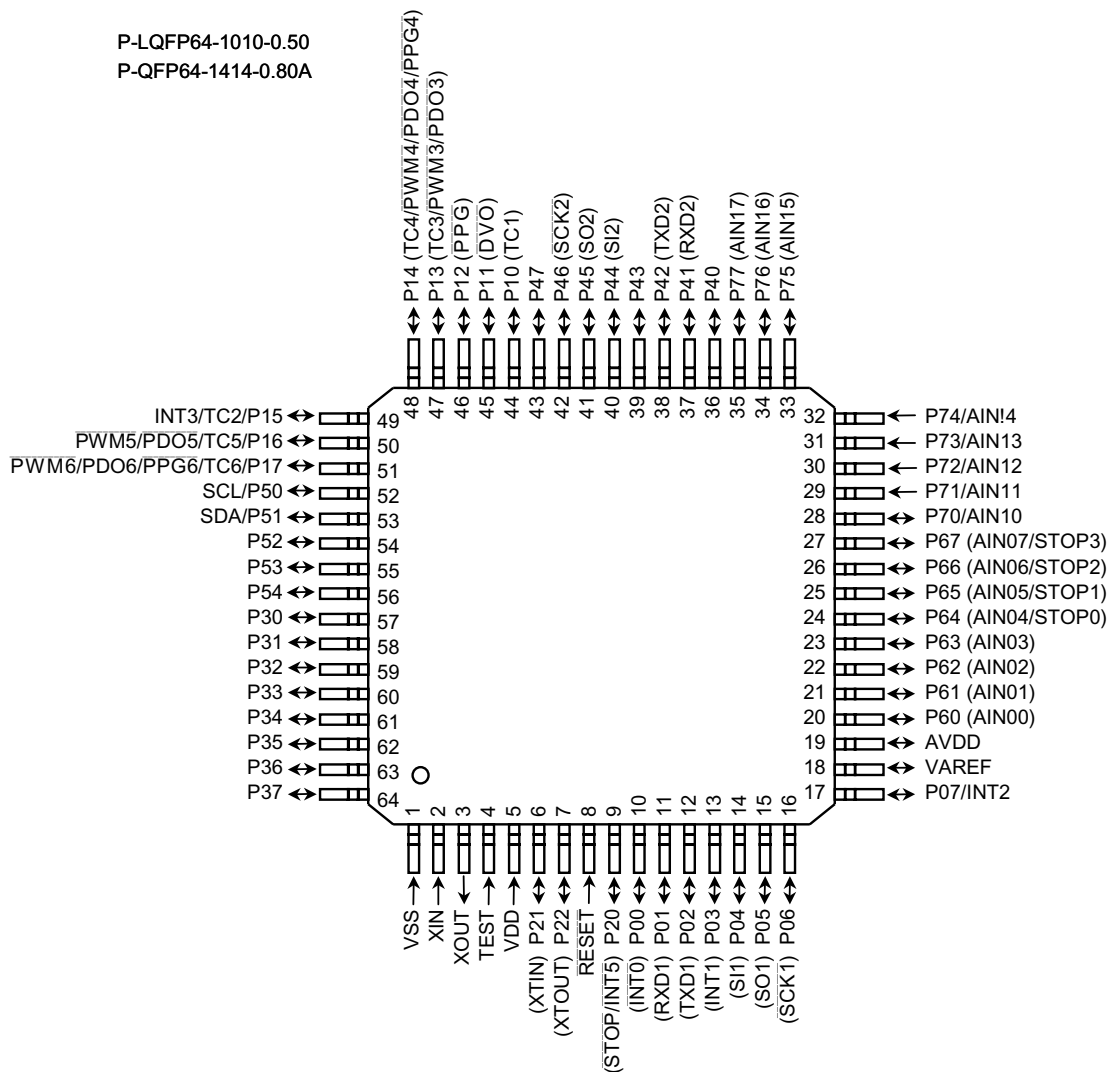 P-LQFP64-1010-0.50
P-QFP64-1414-0.80A
P14 (TC4/PWM4/PDO4/PPG4)
P13 (TC3/PWM3/PDO3)
P12 (PPG)
P11 (DVO)
P10 (TC1)
P47
P46 (SCK2)
P45 (SO2)
P44 (SI2)
P43
P42 (TXD2)
P41 (RXD2)
P40
P77 (AIN17)
P76 (AIN16)
P75 (AIN15)
48
47
46
45
44
43
42
41
40
39
38
37
36
35
34
33
INT3/TC2/P15 49
PWM5/PDO5/TC5/P16 50
PWM6/PDO6/PPG6/TC6/P17 51
SCL/P50 52
SDA/P51 53
P52 54
P53 55
P54 56
P30 57
P31 58
P32 59
P33 60
P34 61
P35 62
P36 63
P37 64
32 P74/AIN!4
31 P73/AIN13
30 P72/AIN12
29 P71/AIN11
28 P70/AIN10
27 P67 (AIN07/STOP3)
26 P66 (AIN06/STOP2)
25 P65 (AIN05/STOP1)
24 P64 (AIN04/STOP0)
23 P63 (AIN03)
22 P62 (AIN02)
21 P61 (AIN01)
20 P60 (AIN00)
19 AVDD
18 VAREF
17 P07/INT2
1
2
3
4
5
6
7
8
9
10
11
12
13
14
15
16
VSS
XIN
XOUT
TEST
VDD
(XTIN) P21
(XTOUT) P22
RESET
(STOP/INT5) P20
(INT0) P00
(RXD1) P01
(TXD1) P02
(INT1) P03
(SI1) P04
(SO1) P05
(SCK1) P06